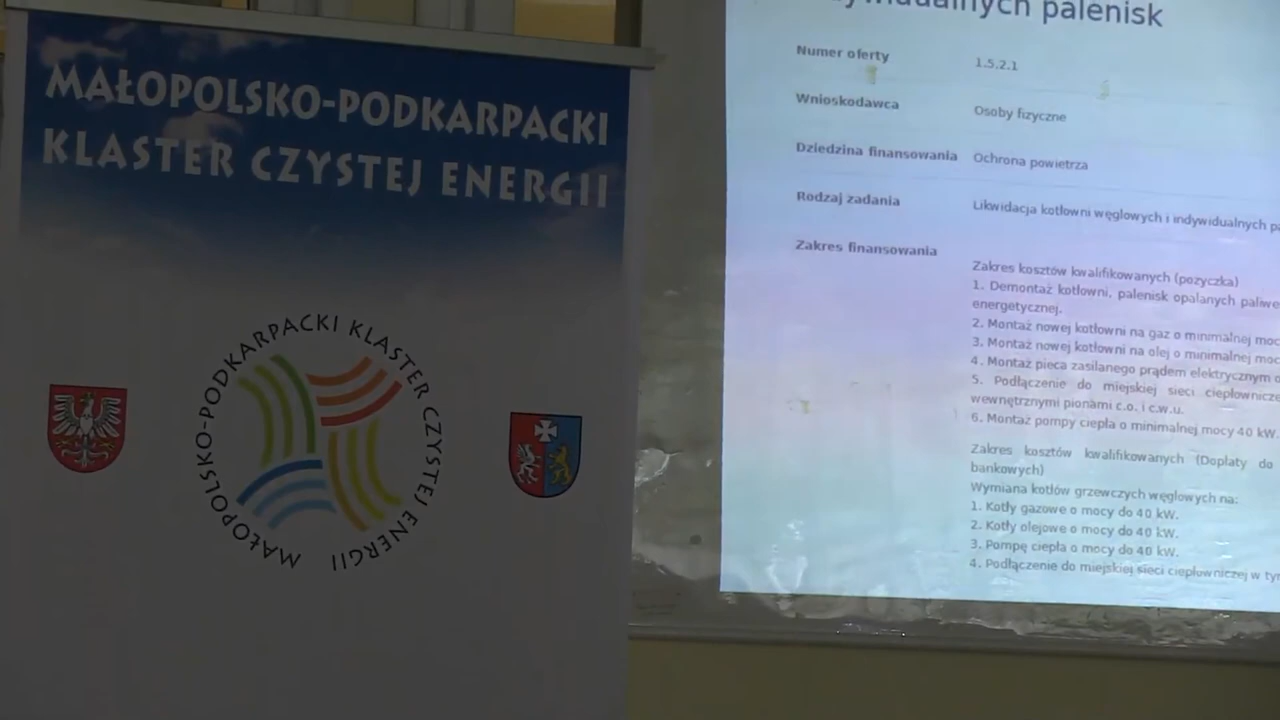 MAŁOPOLSKO-PODKARPACKI
KLASTER CZYSTEJ ENERGII
MAŁOPOLSKO-PODKARPACKI KLASTER CZYSTEJ ENERGII
palenisk
Numer oferty 1.5.2.1
Wnioskodawca Osoby fizyczne
Dziedzina finansowania Ochrona powietrza
Rodzaj zadania Likwidacja kotłowni węglowych i indywidualnych
Zakres finansowania
Zakres kosztów kwalifikowanych (pożyczka)
1. Demontaż kotłowni, palenisk opalanych
energetycznej.
2. Montaż nowej kotłowni na gaz o minimalnej
3. Montaż nowej kotłowni na olej o minimalnej
4. Montaż pieca zasilanego prądem elektrycznym o
5. Podłączenie do miejskiej sieci
wewnętrznymi pionami c.o. i c.w.u.
6. Montaż pompy ciepła o minimalnej mocy 40 kW.
Zakres kosztów kwalifikowanych (Dopłaty do
bankowych)
Wymiana kotłów grzewczych węglowych na:
1. Kotły gazowe o mocy do 40 kW.
2. Kotły olejowe o mocy do 40 kW.
3. Pompę ciepła o mocy do 40 kW.
4. Podłączenie do miejskiej sieci ciepłowniczej w